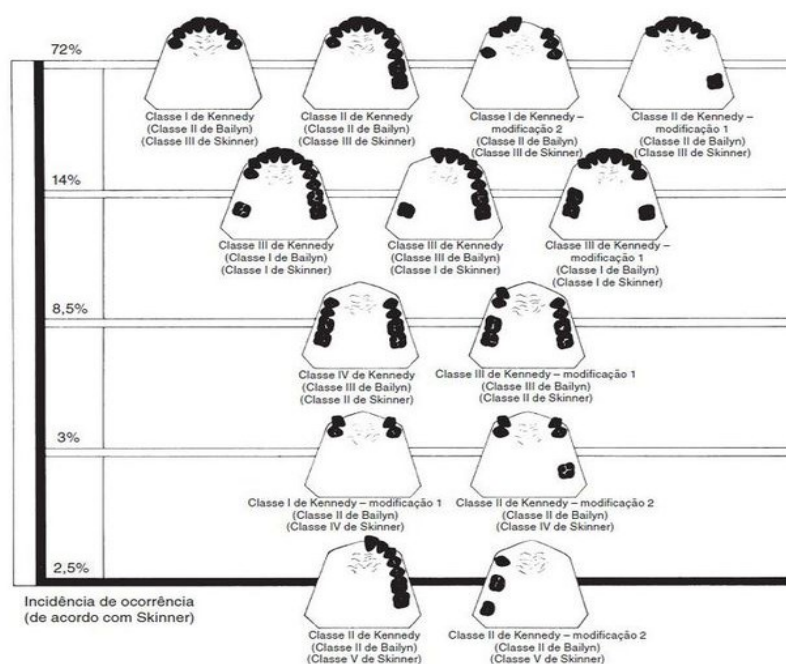 72%
Classe I de Kennedy
(Classe II de Bailyn)
(Classe III de Skinner)
Classe II de Kennedy
(Classe II de Bailyn)
(Classe III de Skinner)
Classe I de Kennedy –
modificação 2
(Classe II de Bailyn)
(Classe III de Skinner)
Classe II de Kennedy –
modificação 1
(Classe II de Bailyn)
(Classe III de Skinner)
14%
Classe III de Kennedy
(Classe I de Bailyn)
(Classe I de Skinner)
Classe III de Kennedy
(Classe III de Bailyn)
(Classe I de Skinner)
Classe III de Kennedy –
modificação 1
(Classe I de Bailyn)
(Classe I de Skinner)
8,5%
Classe IV de Kennedy
(Classe III de Bailyn)
(Classe II de Skinner)
Classe III de Kennedy – modificação 1
(Classe III de Bailyn)
(Classe II de Skinner)
3%
Classe I de Kennedy – modificação 1
(Classe II de Bailyn)
(Classe IV de Skinner)
Classe II de Kennedy – modificação 2
(Classe II de Bailyn)
(Classe IV de Skinner)
2,5%
Incidência de ocorrência
(de acordo com Skinner)
Classe II de Kennedy
(Classe II de Bailyn)
(Classe V de Skinner)
Classe II de Kennedy – modificação 2
(Classe II de Bailyn)
(Classe V de Skinner)